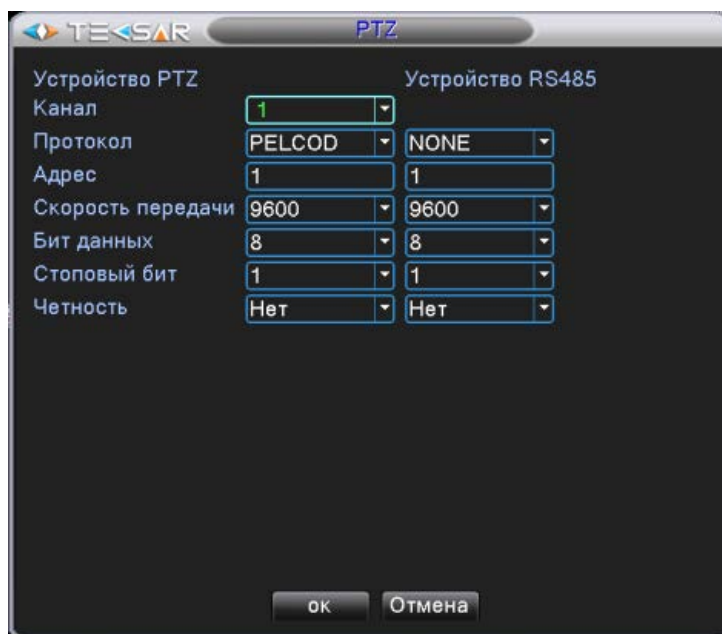 TECSAR PTZ
Устройство PTZ Устройство RS485
Канал 1
Протокол PELCOD NONE
Адрес 1 1
Скорость передачи 9600 9600
Бит данных 8 8
Стоповый бит 1 1
Четность Нет Нет
ок Отмена